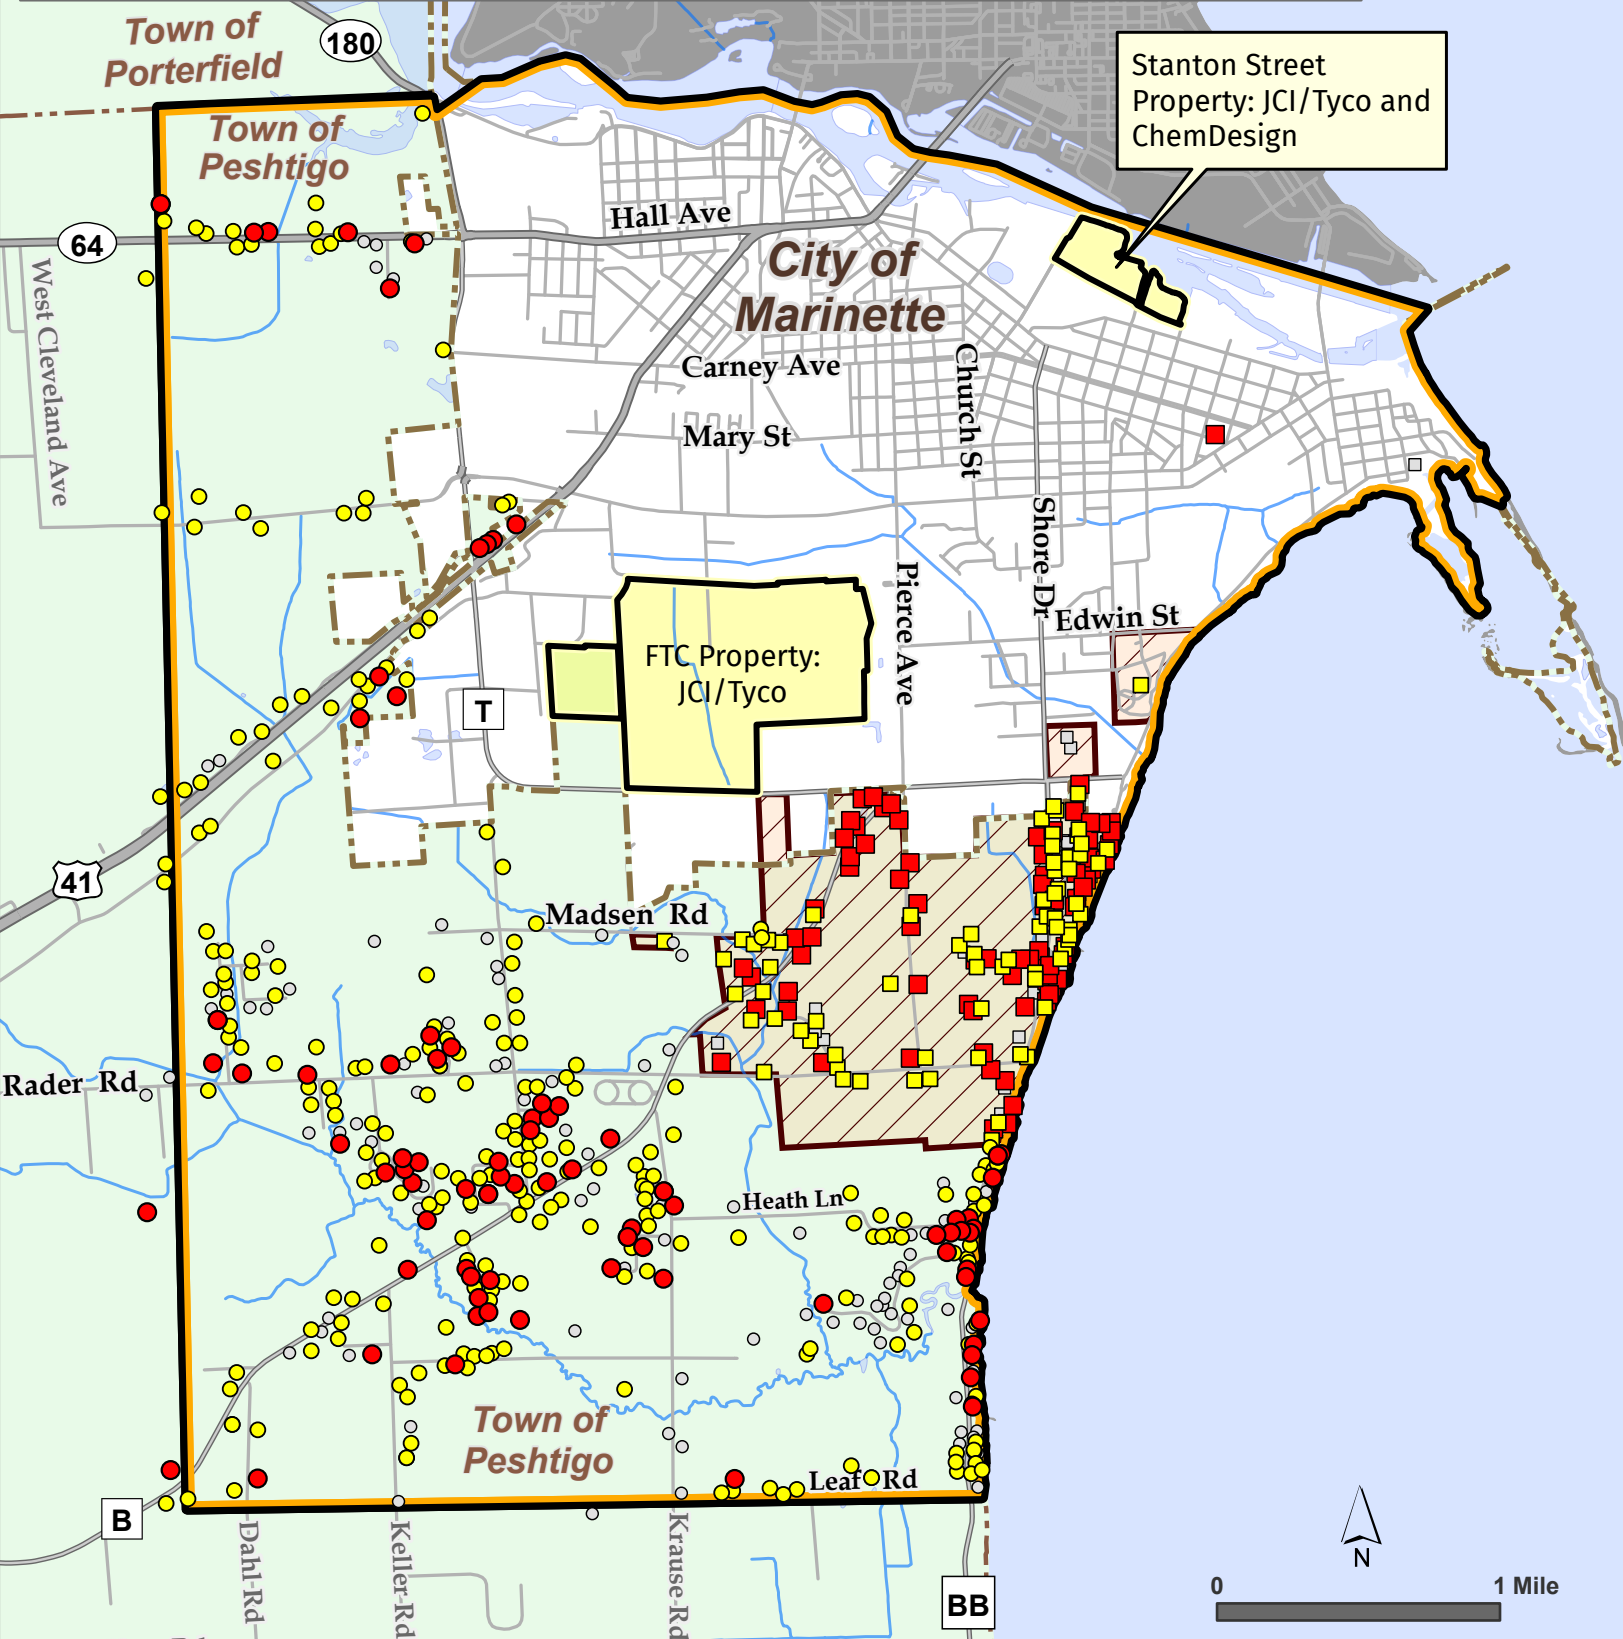 Town of
Porterfield
180
Stanton Street
Property: JCI/Tyco and
ChemDesign
Town of
Peshtigo
Hall Ave
64
City of
Marinette
West Cleveland Ave
Carney Ave
Church St
Mary St
Shore Dr
Pierce Ave
Edwin St
FTC Property:
JCI/Tyco
T
41
Madsen Rd
Rader Rd
Heath Ln
Town of
Peshtigo
Leaf Rd
B
Dahl Rd
Keller Rd
Krause Rd
BB
N
0
1 Mile